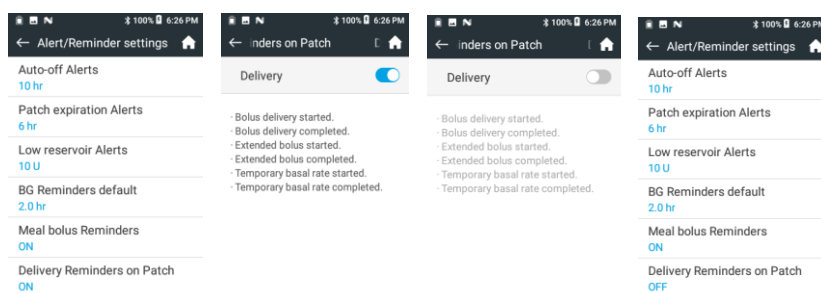 100% 6:26 PM
← Alert/Reminder settings
Auto-off Alerts
10 hr
Patch expiration Alerts
6 hr
Low reservoir Alerts
10 U
BG Reminders default
2.0 hr
Meal bolus Reminders
ON
Delivery Reminders on Patch
ON
100% 6:26 PM
← inders on Patch
Delivery
· Bolus delivery started.
· Bolus delivery completed.
· Extended bolus started.
· Extended bolus completed.
· Temporary basal rate started.
· Temporary basal rate completed.
100% 6:26 PM
← inders on Patch
Delivery
· Bolus delivery started.
· Bolus delivery completed.
· Extended bolus started.
· Extended bolus completed.
· Temporary basal rate started.
· Temporary basal rate completed.
100% 6:26 PM
← Alert/Reminder settings
Auto-off Alerts
10 hr
Patch expiration Alerts
6 hr
Low reservoir Alerts
10 U
BG Reminders default
2.0 hr
Meal bolus Reminders
ON
Delivery Reminders on Patch
OFF